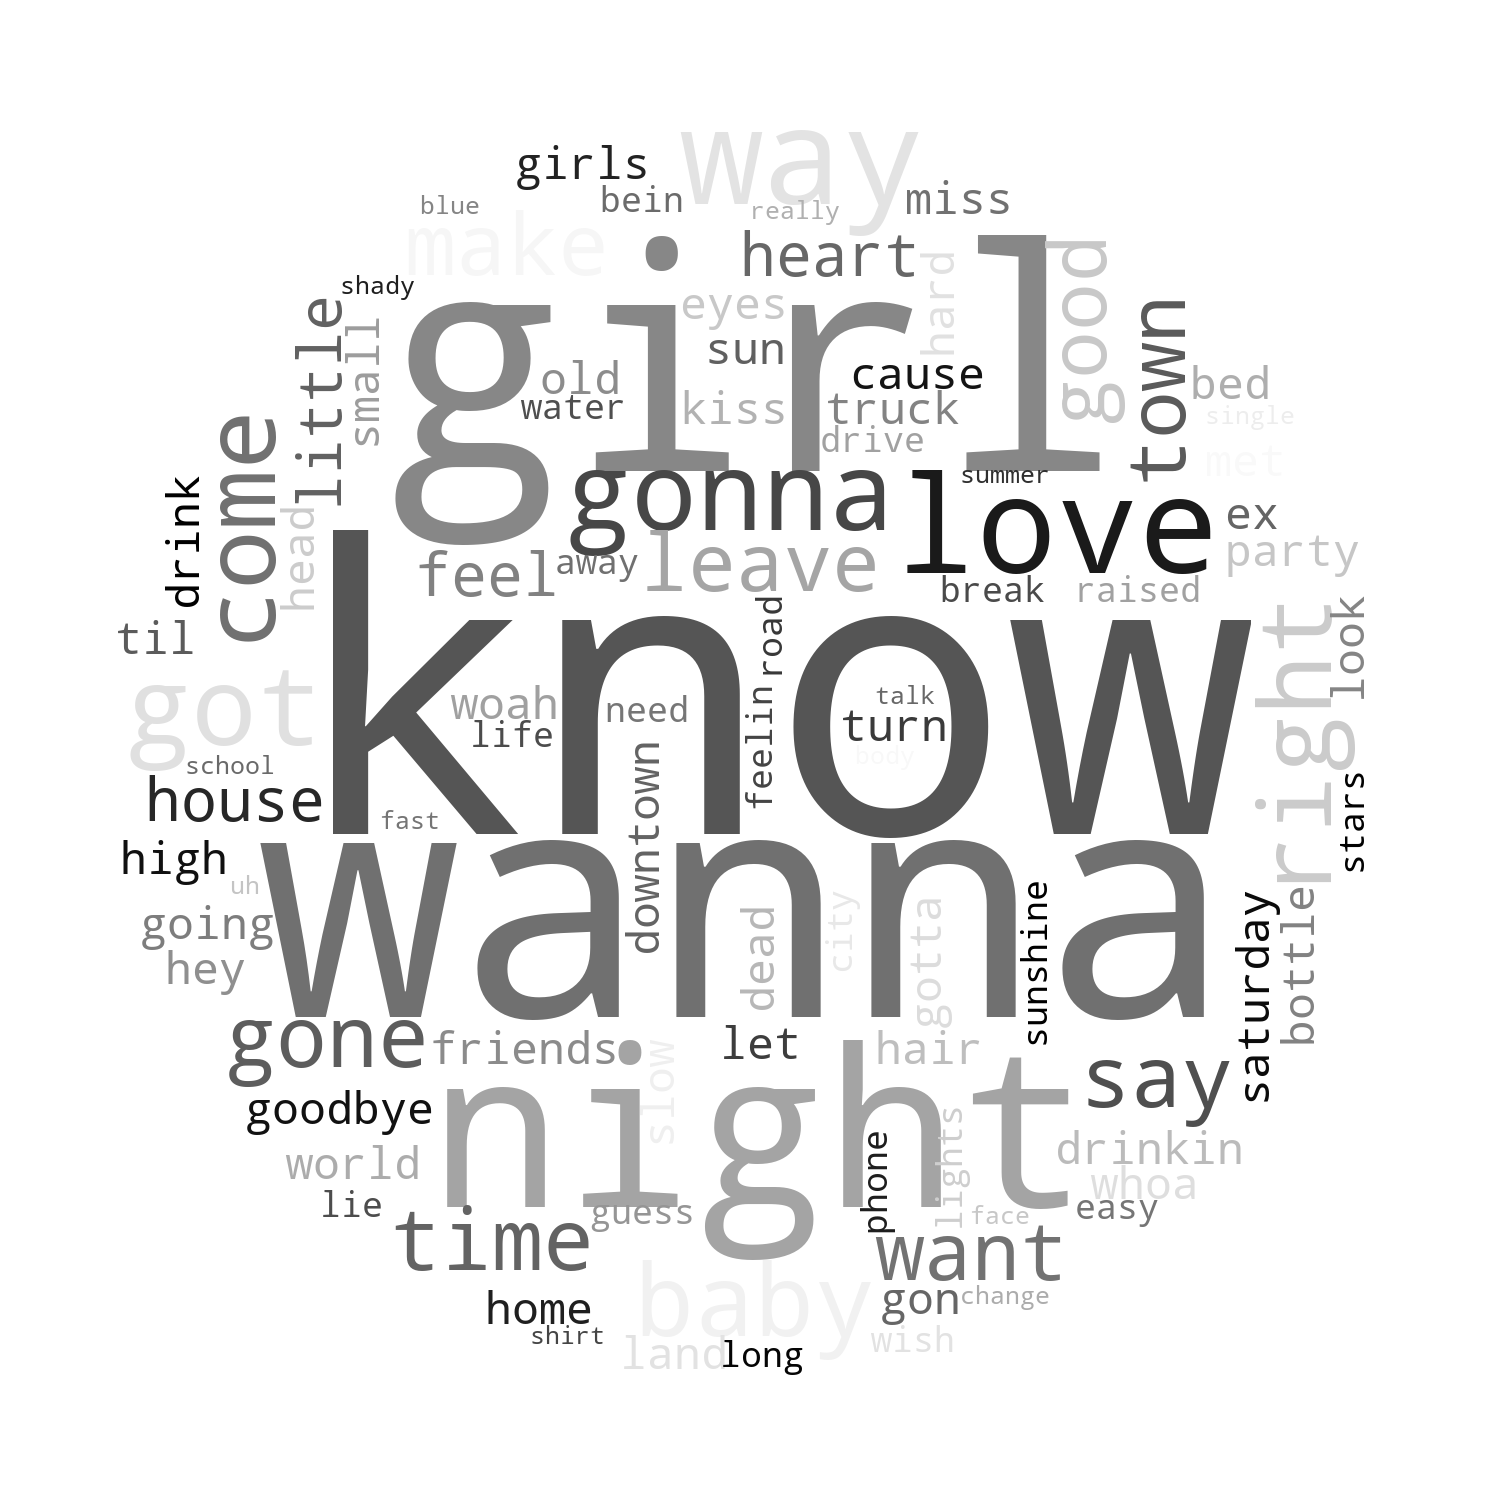 way
girls
bein
blue
really
miss
make
heart
girl
good
hard
shady
eyes
little
small
town
sun
old
cause
water
kiss
truck
bed
single
drive
met
come
gonna
summer
love
drink
head
ex
feel
away
leave
party
break
raised
know
til
road
right
look
got
woah
need
talk
life
turn
feelin
body
school
house
downtown
stars
fast
wanna
high
uh
going
hey
dead
city
gotta
sunshine
saturday
bottle
gone
friends
slow
let
hair
night
say
goodbye
world
drinkin
whoa
lie
guess
phone
lights
face
easy
time
want
baby
home
gon
change
shirt
land
long
wish